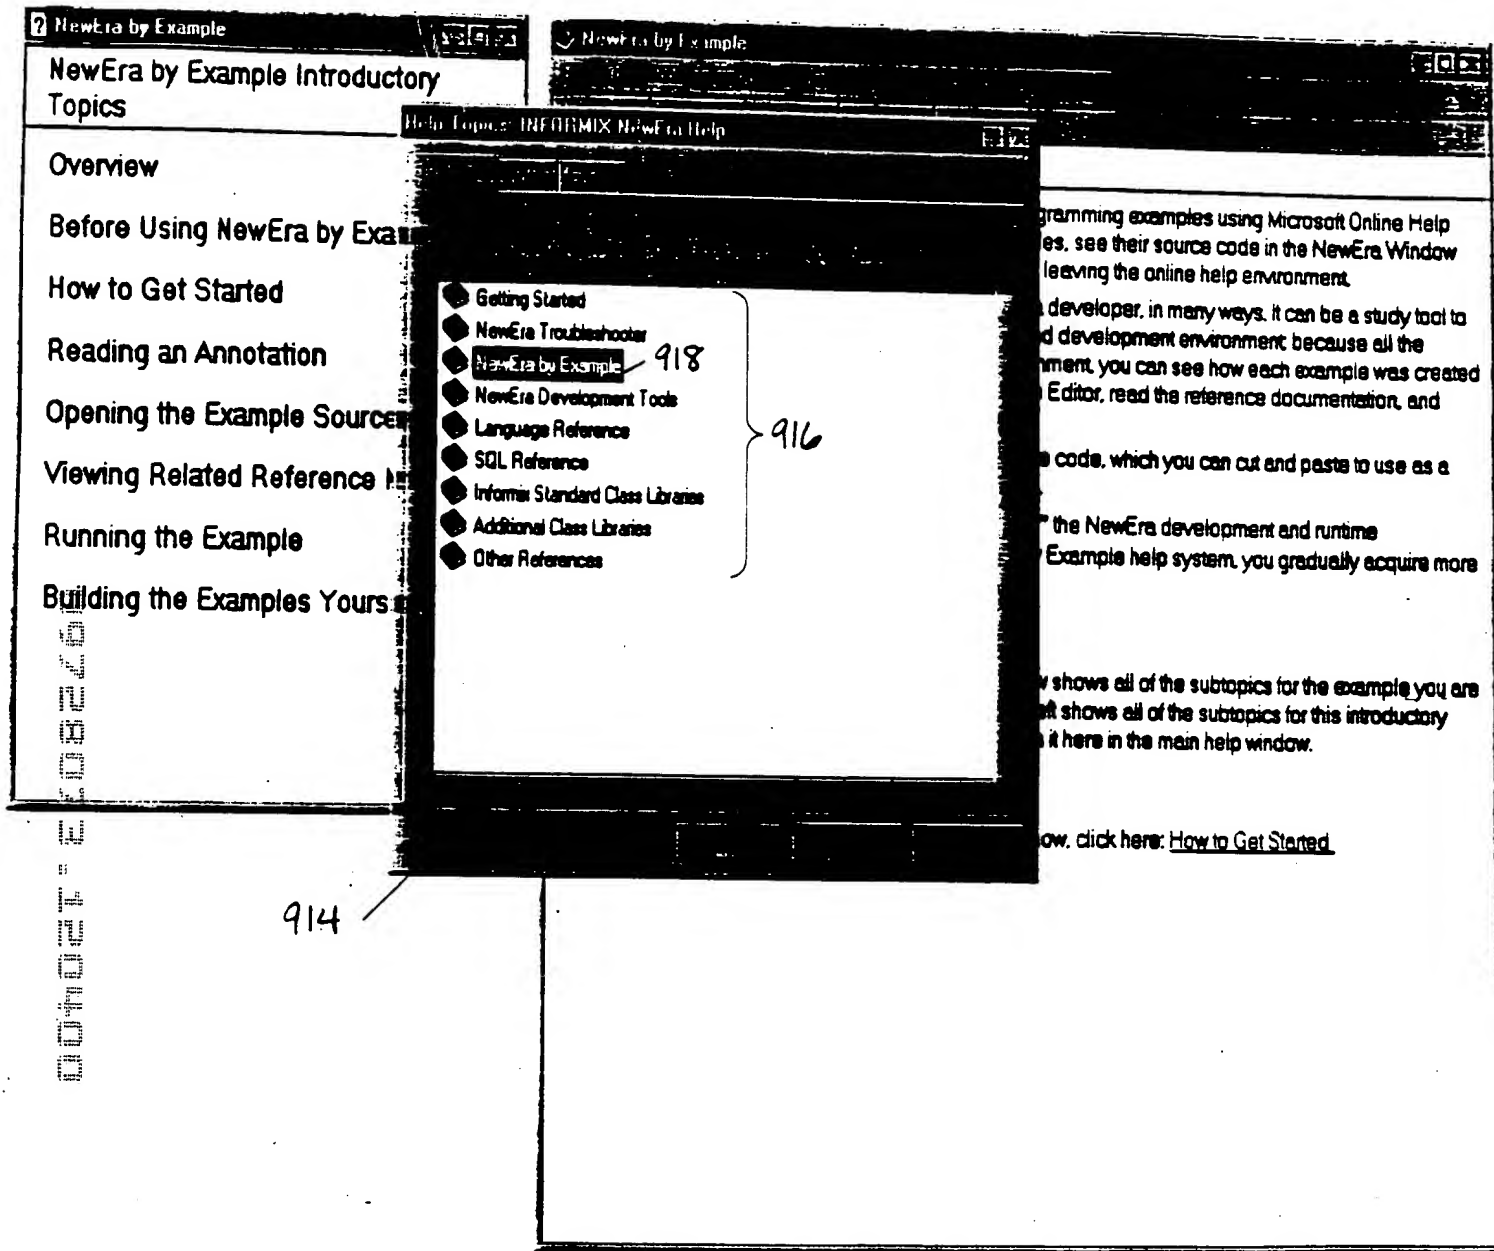 NewEra by Example
NewEra by Example Introductory
Topics
Overview
Before Using NewEra by Exa
How to Get Started
Reading an Annotation
Opening the Example Source
Viewing Related Reference
Running the Example
Building the Examples Yours
NewEra by Example
Help Topics: INFORMIX NewEra Help
Getting Started
NewEra Troubleshooter
NewEra by Example
918
NewEra Development Tools
Language Reference
916
SQL Reference
Informix Standard Class Libraries
Additional Class Libraries
Other References
914
gramming examples using Microsoft Online Help
es, see their source code in the NewEra Window
leaving the online help environment.
developer, in many ways. It can be a study tool to
d development environment because all the
ment, you can see how each example was created
Editor, read the reference documentation, and
code, which you can cut and paste to use as a
the NewEra development and runtime
Example help system, you gradually acquire more
shows all of the subtopics for the example you are
shows all of the subtopics for this introductory
it here in the main help window.
ow, click here: How to Get Started